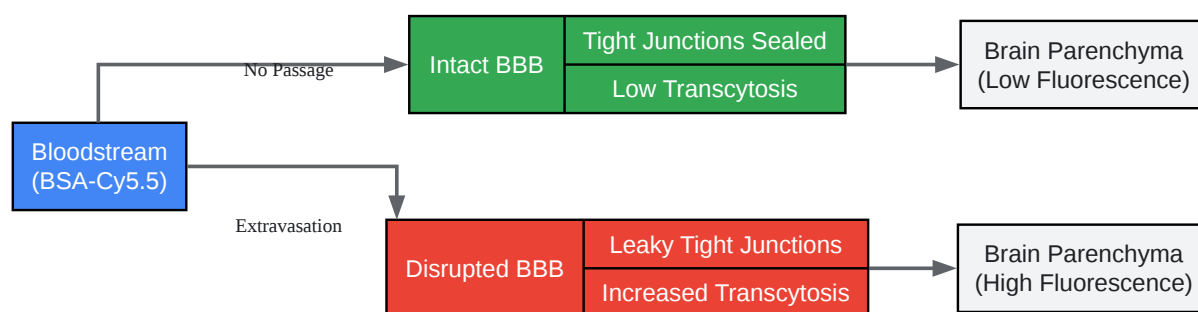 Bloodstream
(BSA-Cy5.5)
No Passage
Intact BBB
Tight Junctions Sealed
Low Transcytosis
Brain Parenchyma
(Low Fluorescence)
Extravasation
Disrupted BBB
Leaky Tight Junctions
Increased Transcytosis
Brain Parenchyma
(High Fluorescence)